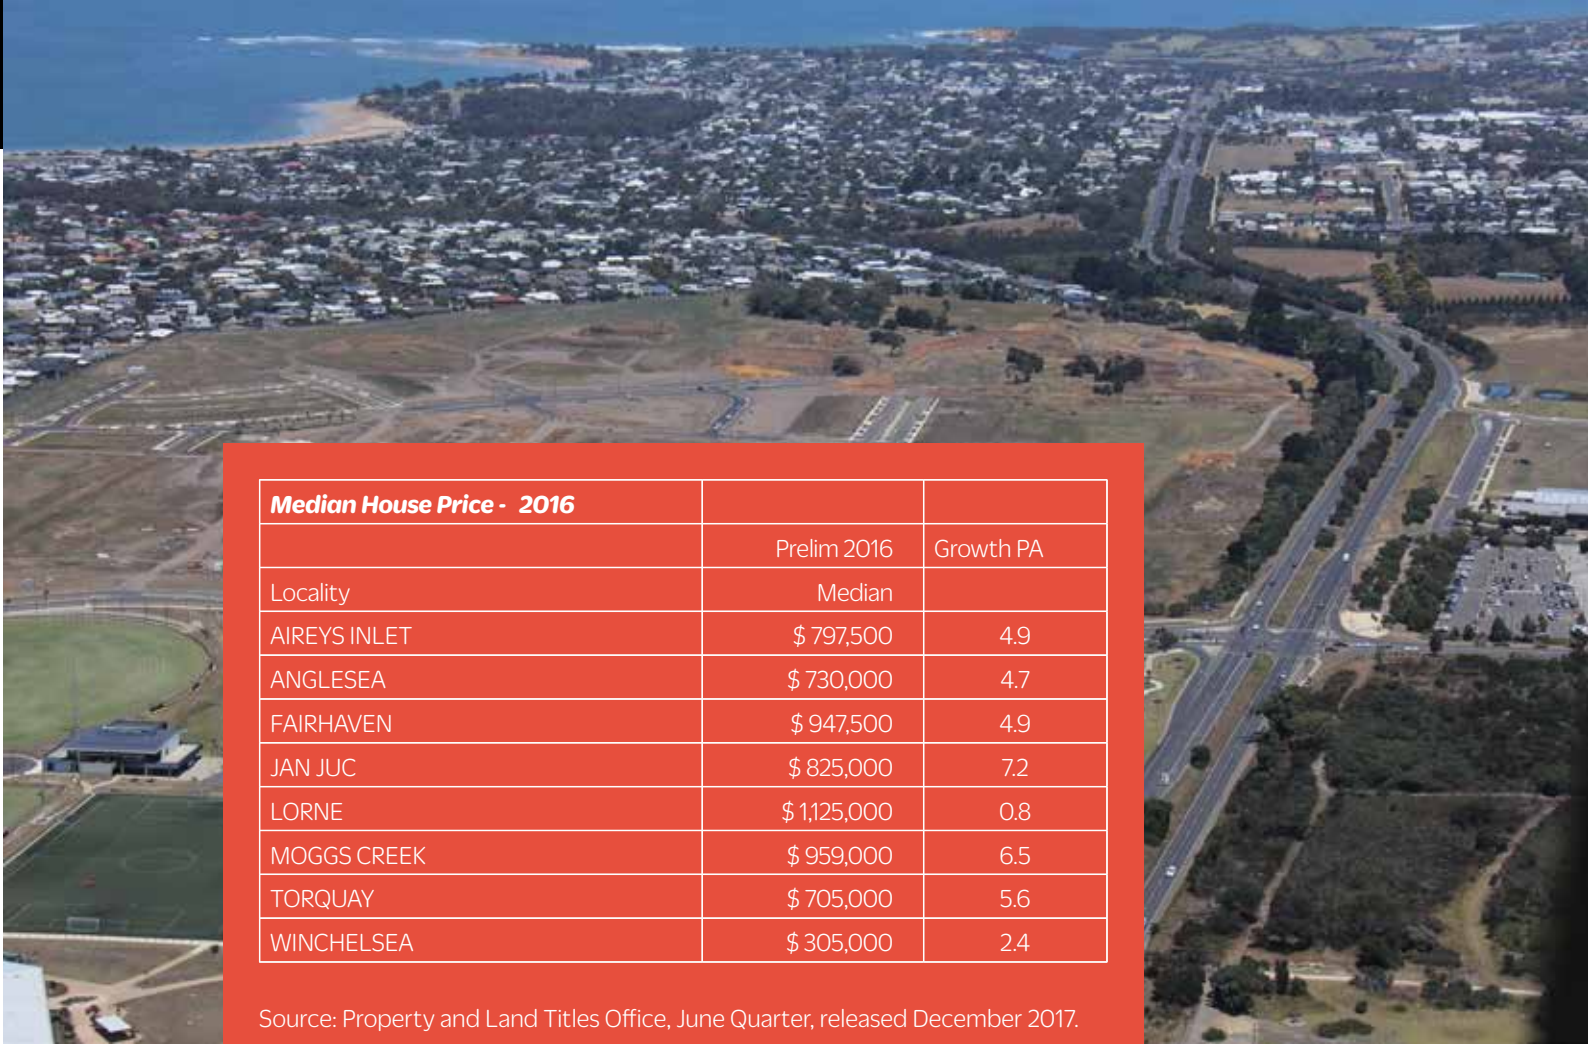 Median House Price - 2016
Prelim 2016 Growth PA
Locality Median
AIREYS INLET $ 797,500 4.9
ANGLESEA $ 730,000 4.7
FAIRHAVEN $ 947,500 4.9
JAN JUC $ 825,000 7.2
LORNE $ 1,125,000 0.8
MOGGS CREEK $ 959,000 6.5
TORQUAY $ 705,000 5.6
WINCHELSEA $ 305,000 2.4
Source: Property and Land Titles Office, June Quarter, released December 2017.